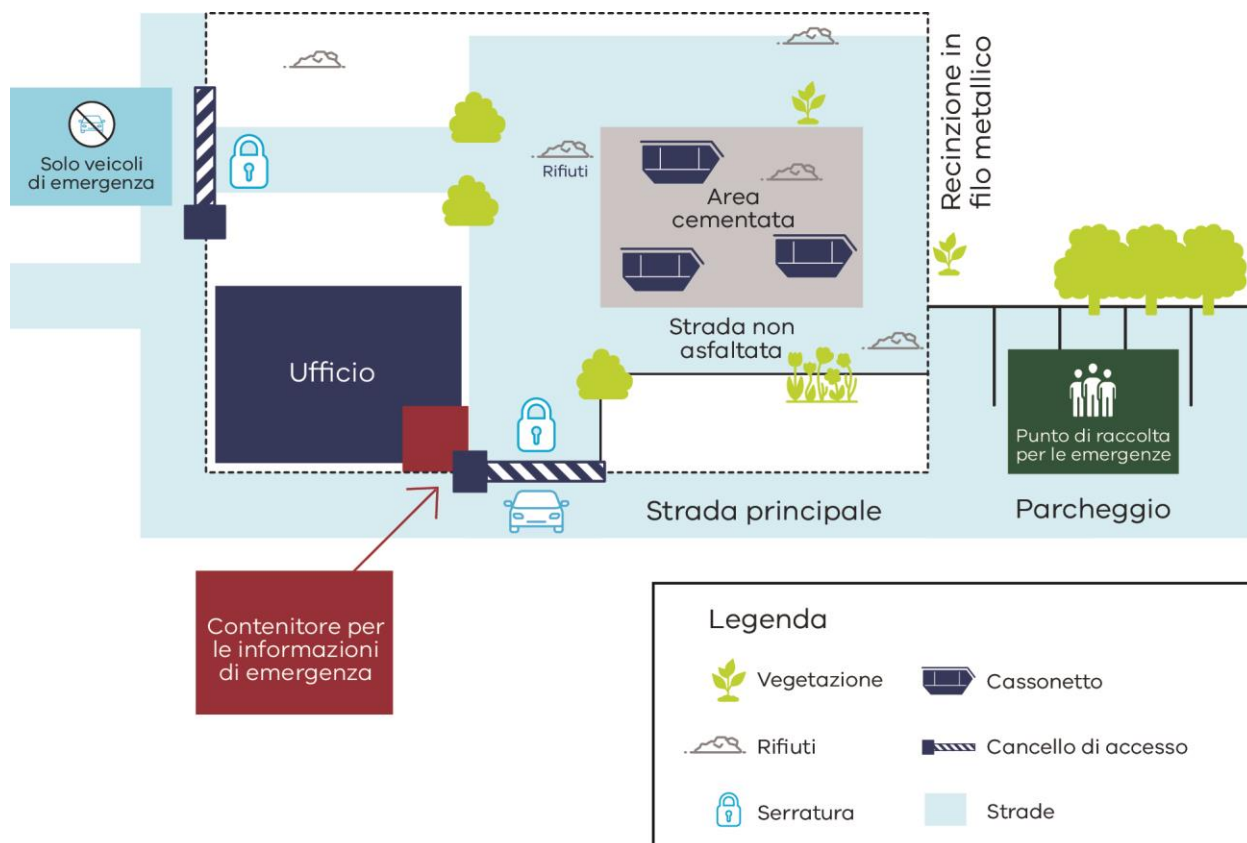 Solo veicoli
di emergenza
Rifiuti
Area
cementata
Recinzione in
filo metallico
Strada non
asfaltata
Ufficio
Punto di raccolta
per le emergenze
Strada principale
Parcheggio
Contenitore per
le informazioni
di emergenza
Legenda
Vegetazione
Cassonetto
Rifiuti
Cancello di accesso
Serratura
Strade